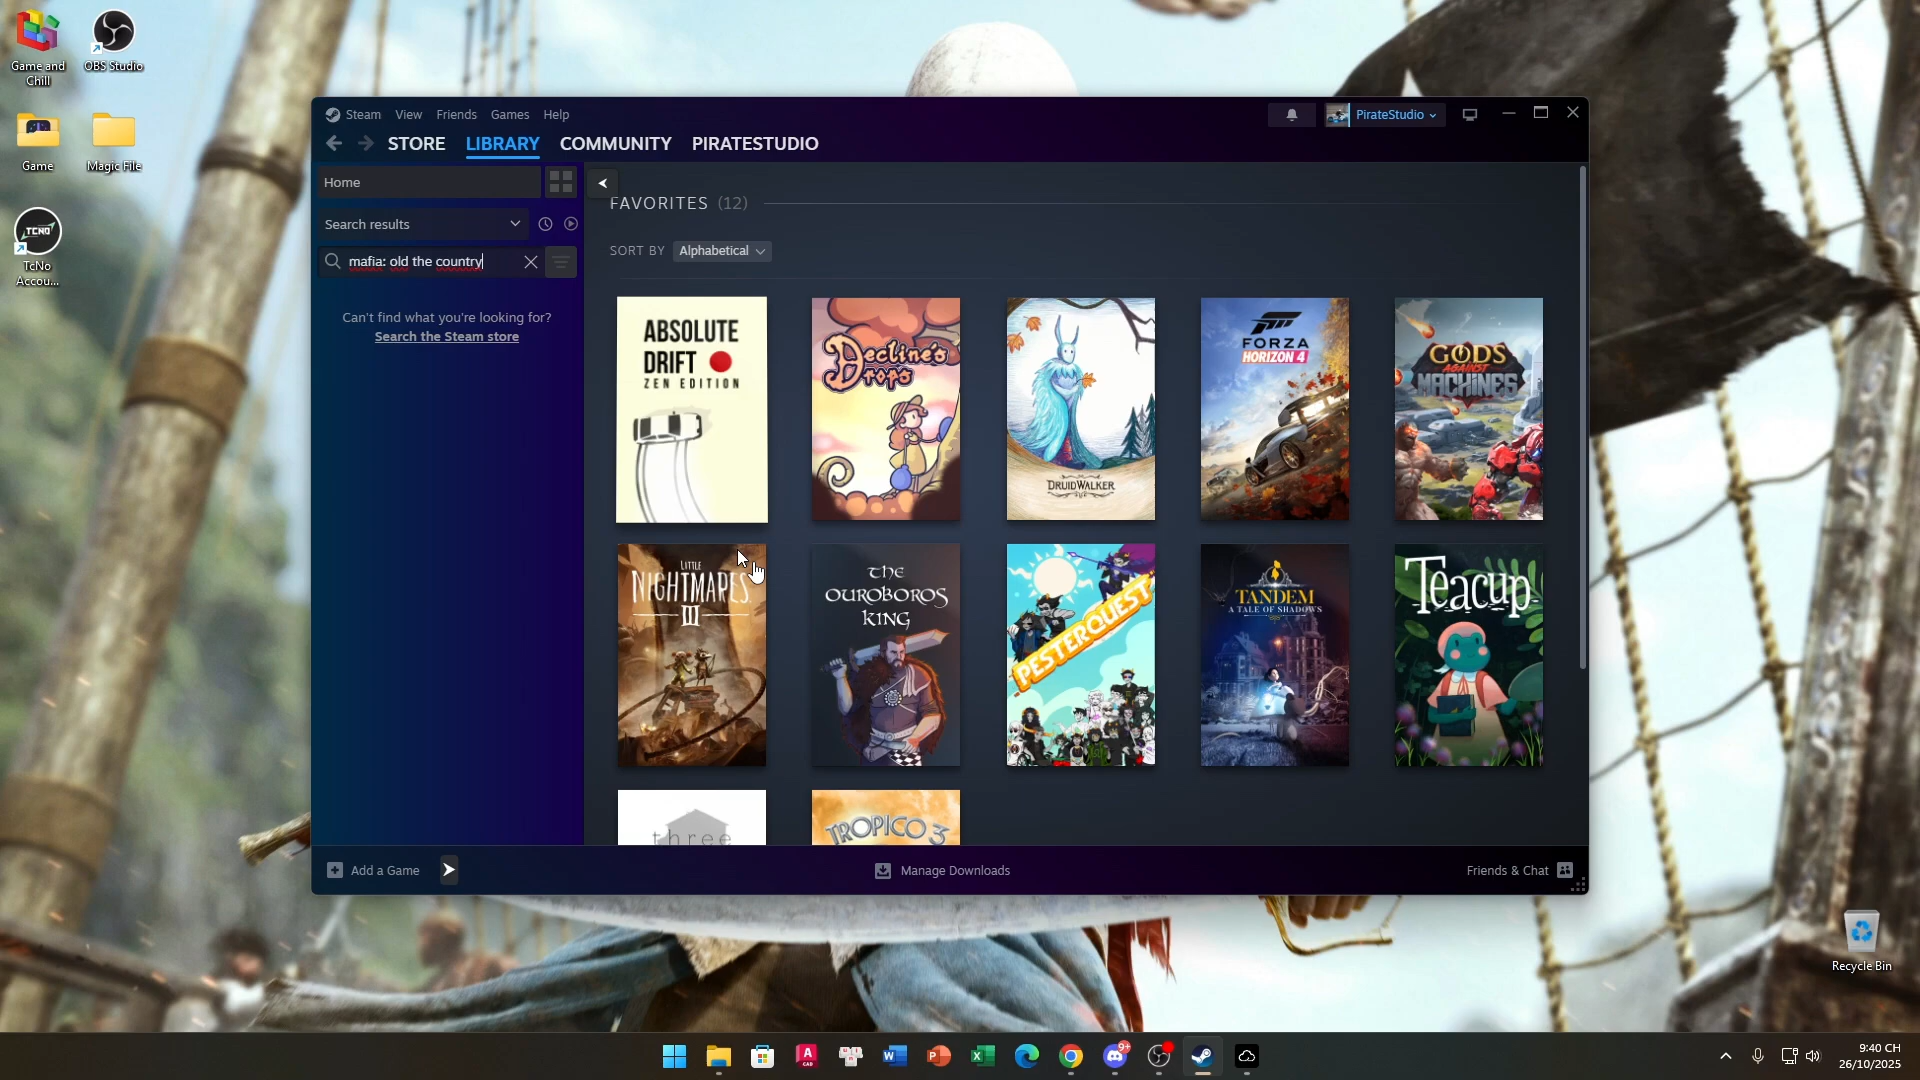 Game and
Chill
OBS Studio
Game
Magic File
TCNO
TcNo
Accou...
Steam View Friends Games Help
PirateStudio
STORE LIBRARY COMMUNITY PIRATESTUDIO
Home
Search results
mafia: old the country
Can't find what you're looking for?
Search the Steam store
FAVORITES (12)
SORT BY Alphabetical
ABSOLUTE
DRIFT
ZEN EDITION
Decline's
Drops
DRUIDWALKER
FORZA
HORIZON 4
GODS
AGAINST
MACHINES
LITTLE
NIGHTMARES
III
THE
OUROBOROS
KING
PESTERQUEST
TANDEM
A TALE OF SHADOWS
Teacup
three
TROPICO 3
Add a Game
Manage Downloads
Friends & Chat
Recycle Bin
A
CAD
W
P
X
9+
9:40 CH
26/10/2025